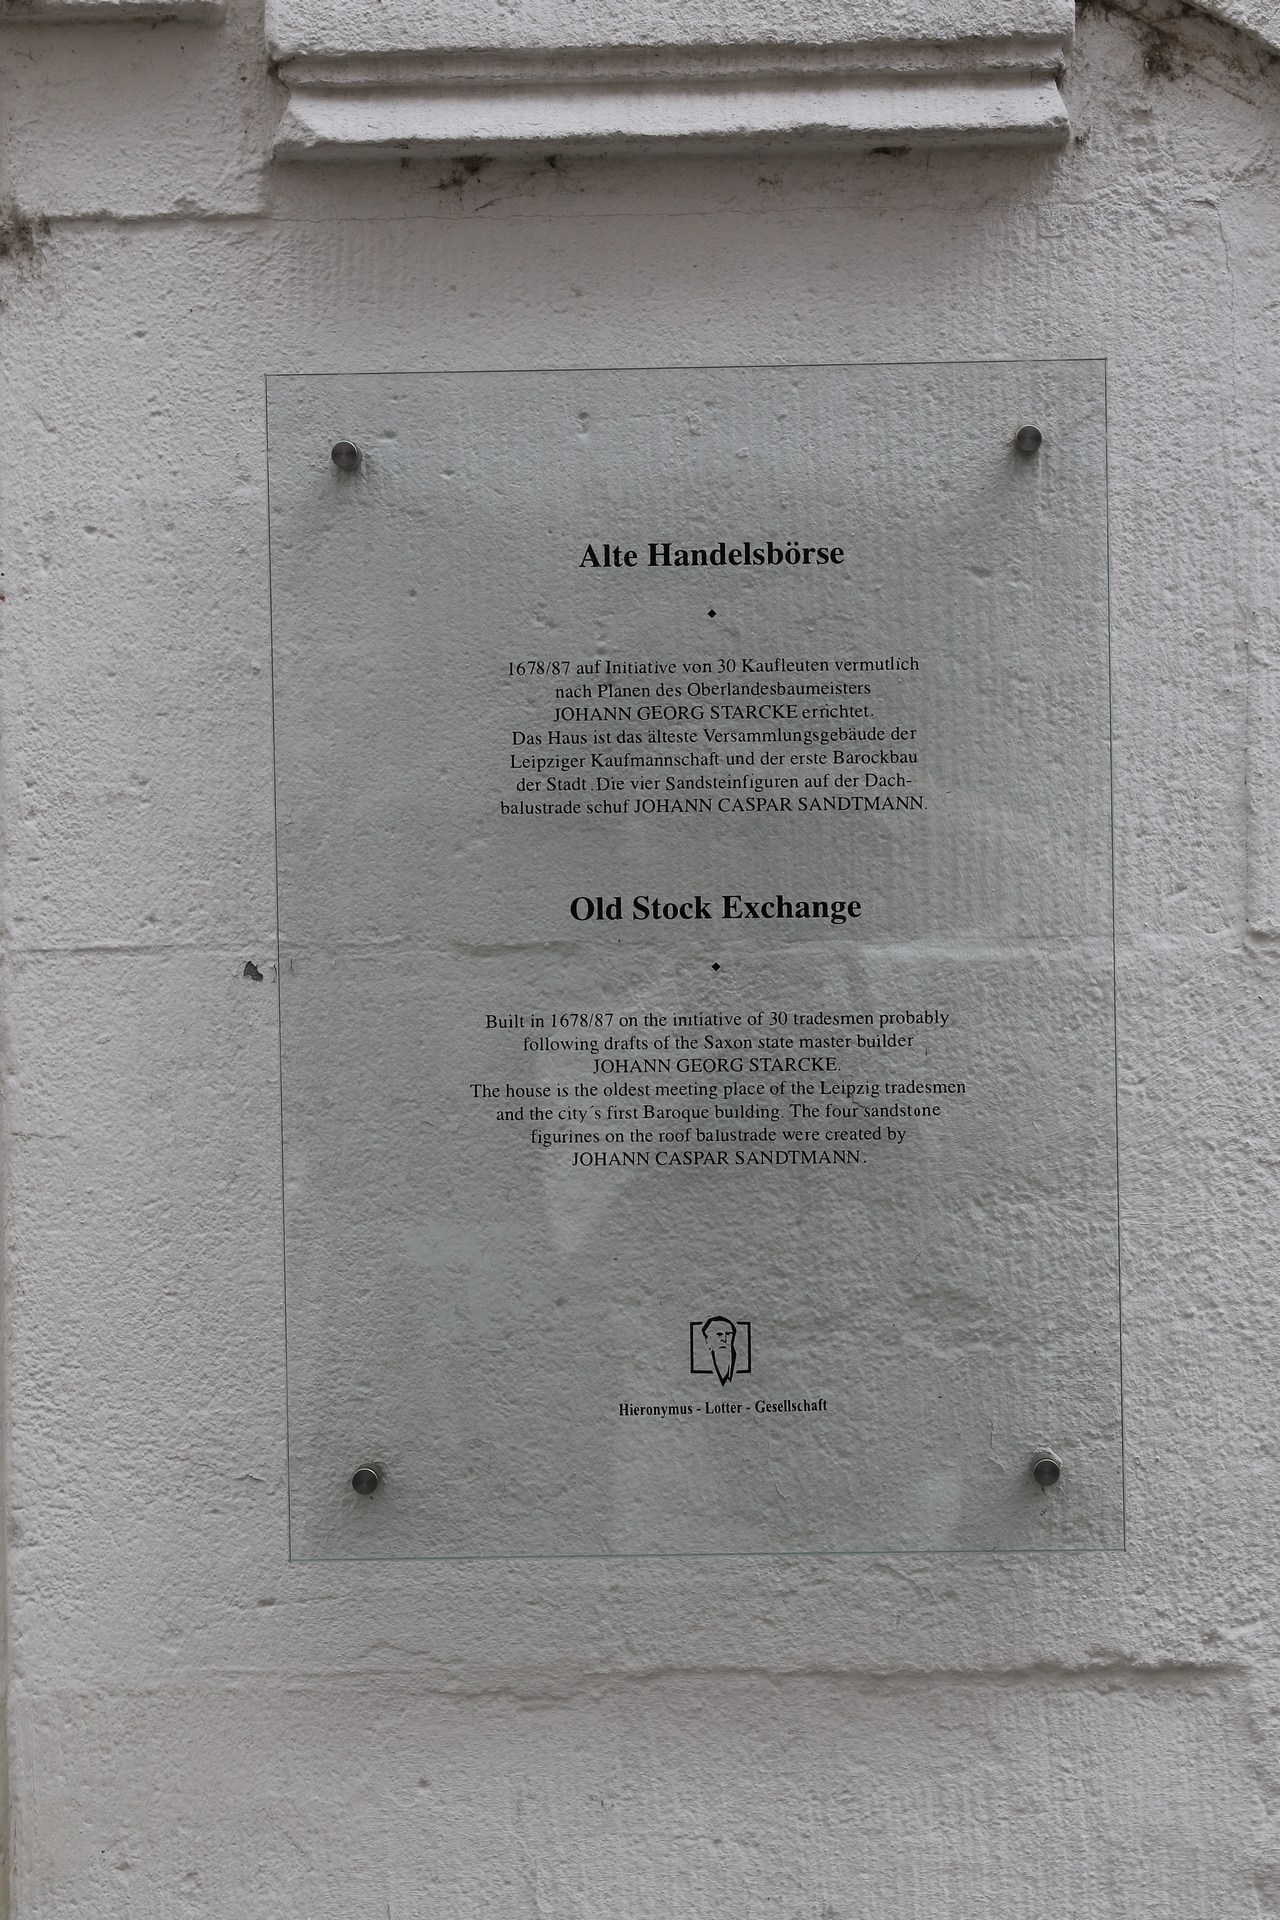 Alte Handelsbörse
1678/87 auf Initiative von 30 Kaufleuten vermutlich
nach Planen des Oberlandesbaumeisters
JOHANN GEORG STARCKE errichtet.
Das Haus ist das älteste Versammlungsgebäude der
Leipziger Kaufmannschaft und der erste Barockbau
der Stadt. Die vier Sandsteinfiguren auf der Dach-
balustrade schuf JOHANN CASPAR SANDTMANN.
Old Stock Exchange
Built in 1678/87 on the initiative of 30 tradesmen probably
following drafts of the Saxon state master builder
JOHANN GEORG STARCKE.
The house is the oldest meeting place of the Leipzig tradesmen
and the city´s first Baroque building. The four sandstone
figurines on the roof balustrade were created by
JOHANN CASPAR SANDTMANN.
Hieronymus - Lotter - Gesellschaft